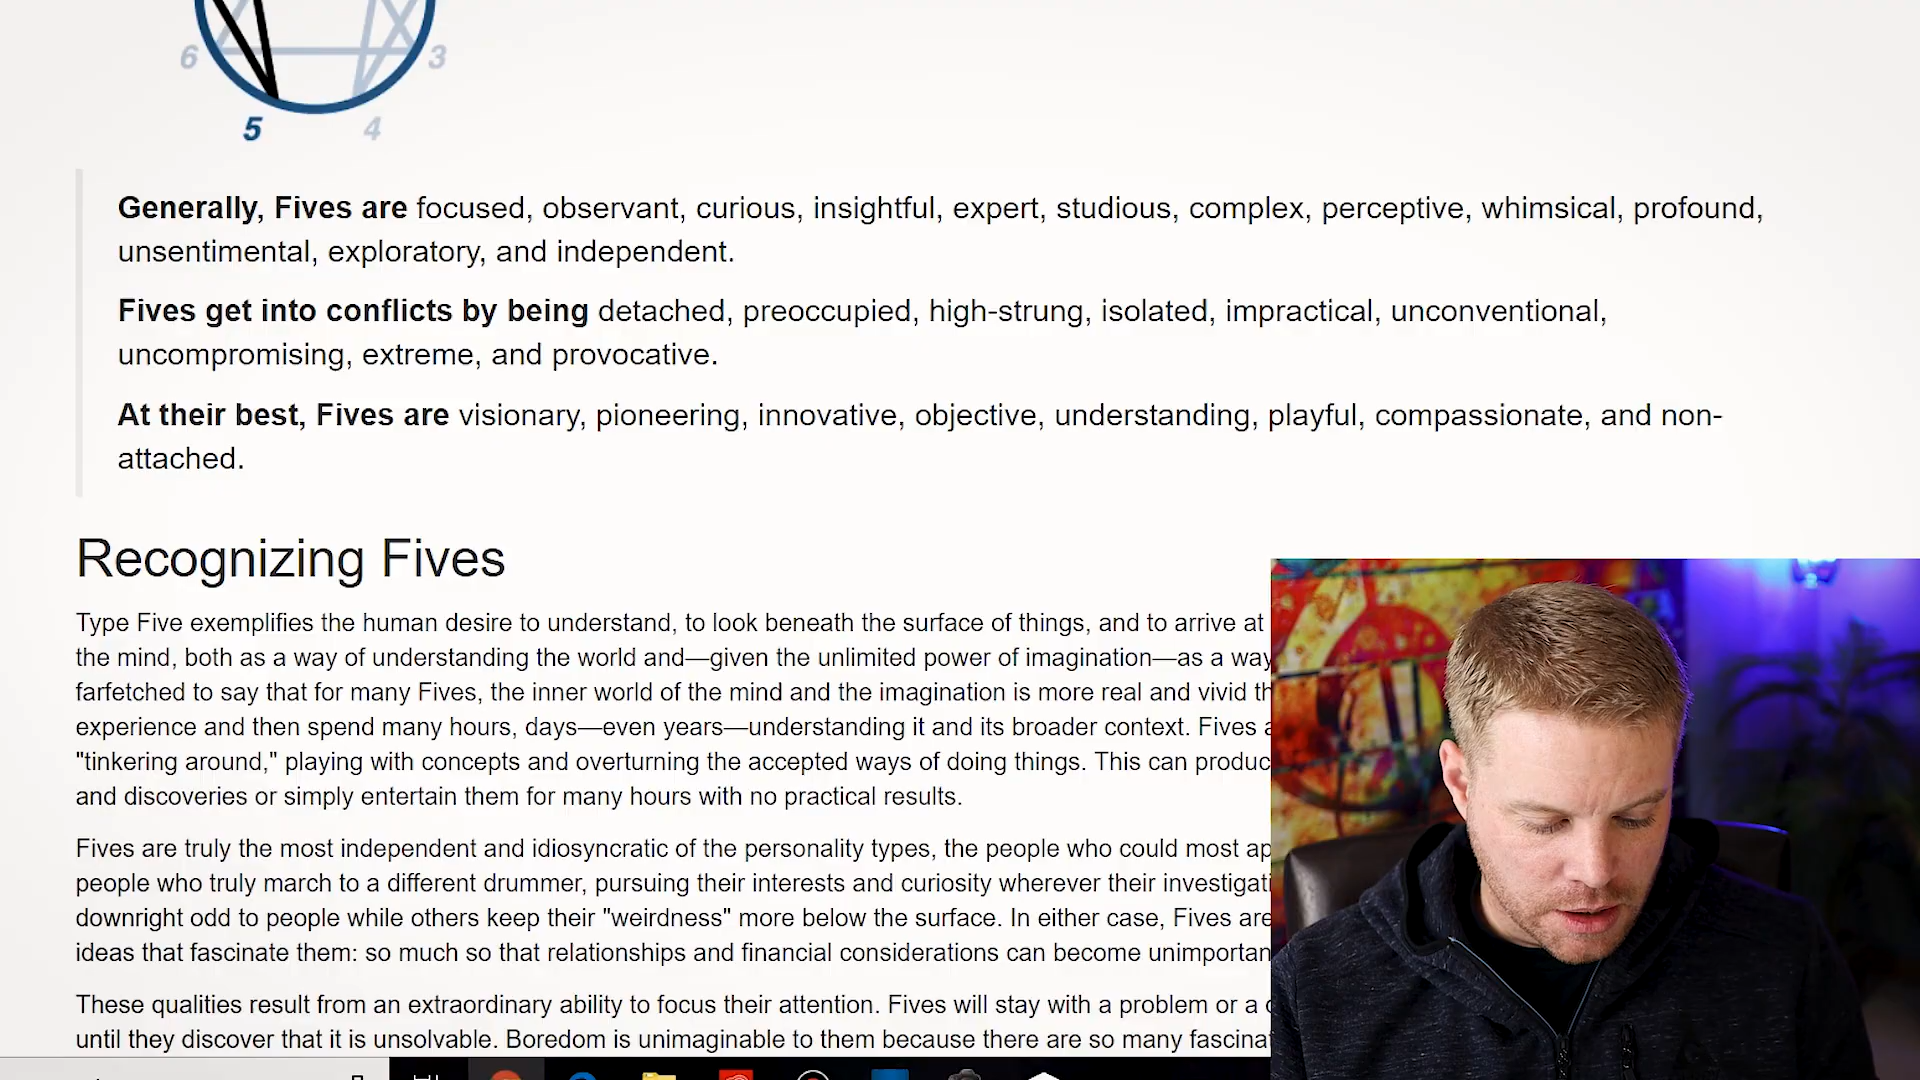 6
3
5
4
Generally, Fives are focused, observant, curious, insightful, expert, studious, complex, perceptive, whimsical, profound,
unsentimental, exploratory, and independent.
Fives get into conflicts by being detached, preoccupied, high-strung, isolated, impractical, unconventional,
uncompromising, extreme, and provocative.
At their best, Fives are visionary, pioneering, innovative, objective, understanding, playful, compassionate, and non-
attached.
Recognizing Fives
Type Five exemplifies the human desire to understand, to look beneath the surface of things, and to arrive at
the mind, both as a way of understanding the world and—given the unlimited power of imagination—as a way
farfetched to say that for many Fives, the inner world of the mind and the imagination is more real and vivid th
experience and then spend many hours, days—even years—understanding it and its broader context. Fives a
"tinkering around," playing with concepts and overturning the accepted ways of doing things. This can produc
and discoveries or simply entertain them for many hours with no practical results.
Fives are truly the most independent and idiosyncratic of the personality types, the people who could most ap
people who truly march to a different drummer, pursuing their interests and curiosity wherever their investigati
downright odd to people while others keep their "weirdness" more below the surface. In either case, Fives are
ideas that fascinate them: so much so that relationships and financial considerations can become unimportan
These qualities result from an extraordinary ability to focus their attention. Fives will stay with a problem or a
until they discover that it is unsolvable. Boredom is unimaginable to them because there are so many fascinat